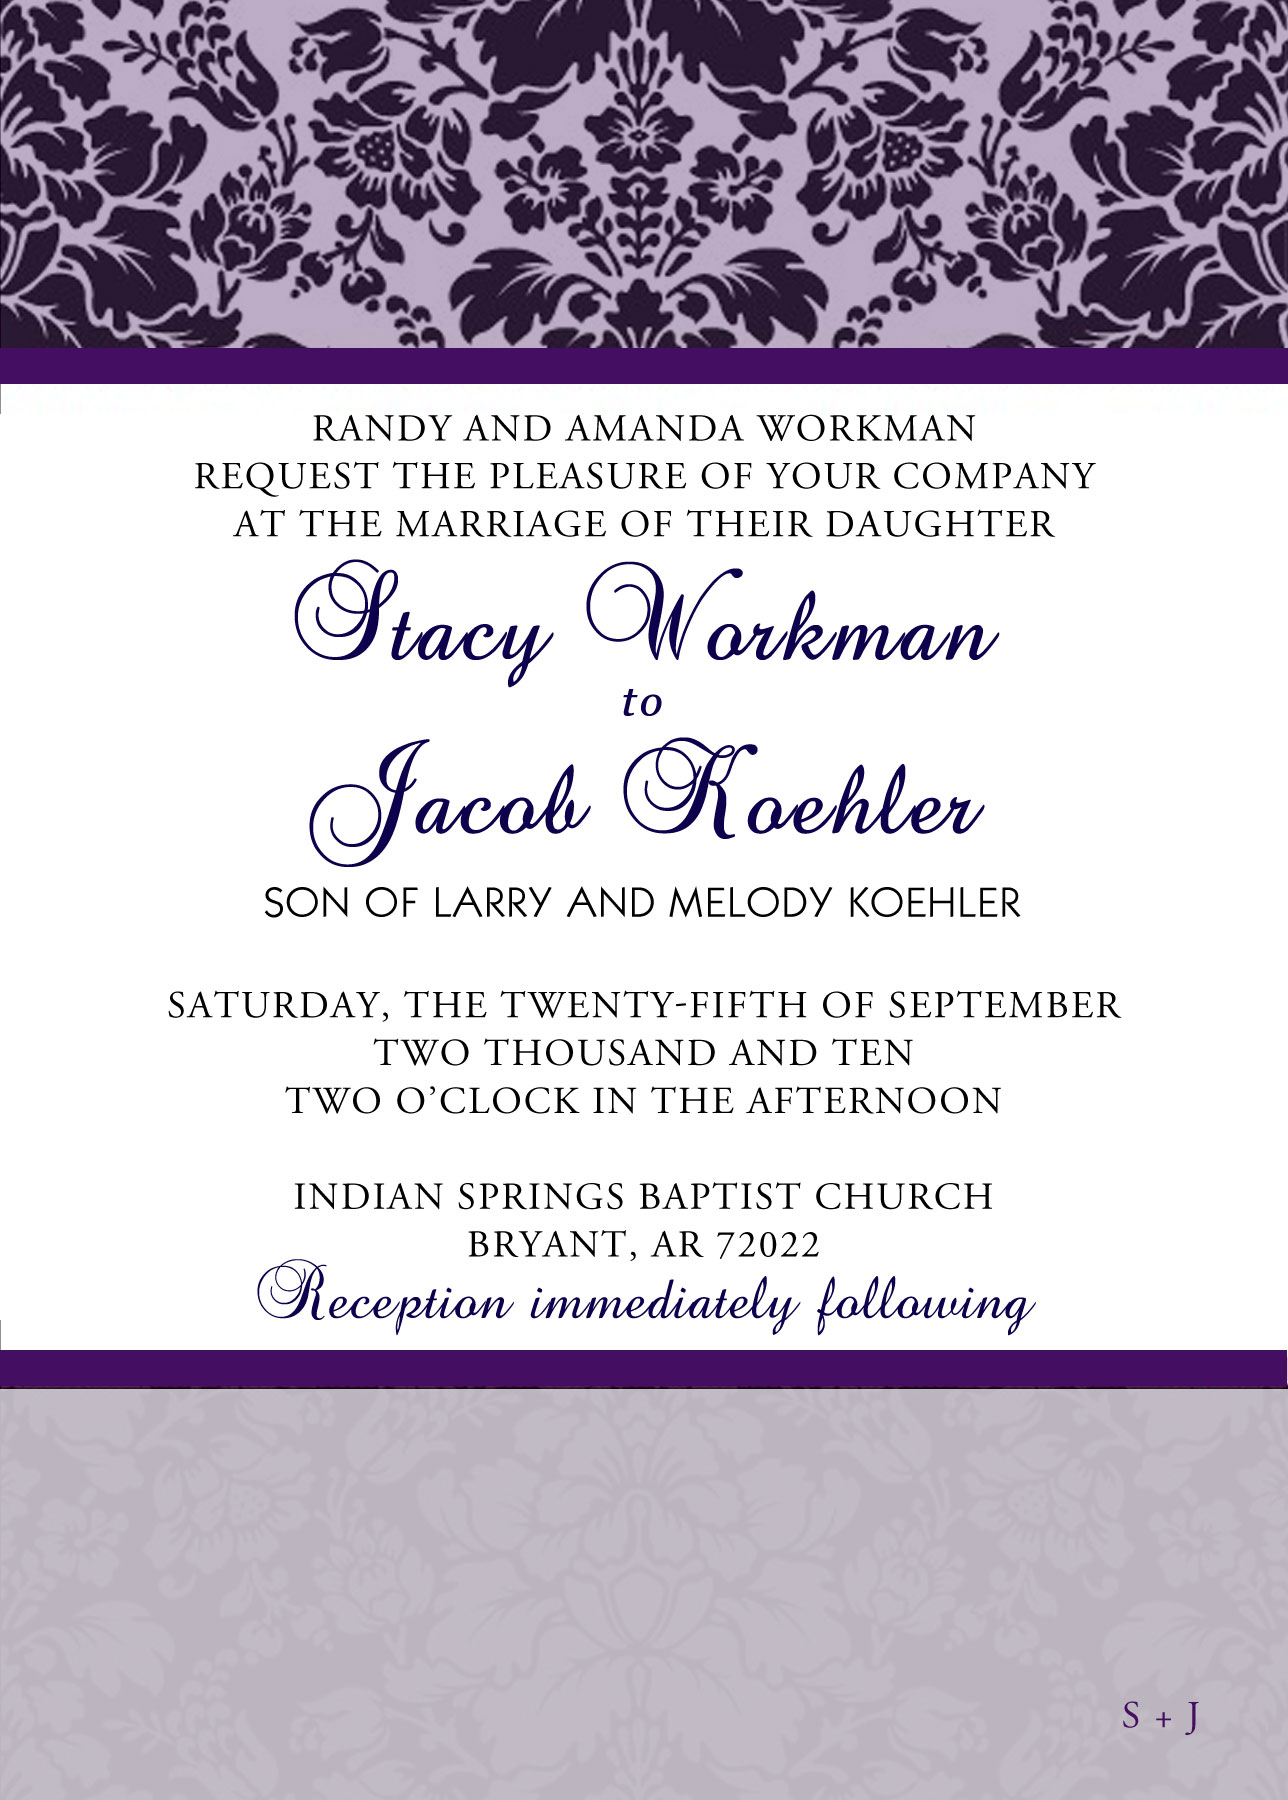 RANDY AND AMANDA WORKMAN
REQUEST THE PLEASURE OF YOUR COMPANY
AT THE MARRIAGE OF THEIR DAUGHTER
Stacy Workman
to
Jacob Koehler
SON OF LARRY AND MELODY KOEHLER
SATURDAY, THE TWENTY-FIFTH OF SEPTEMBER
TWO THOUSAND AND TEN
TWO O’CLOCK IN THE AFTERNOON
INDIAN SPRINGS BAPTIST CHURCH
BRYANT, AR 72022
Reception immediately following
S + J